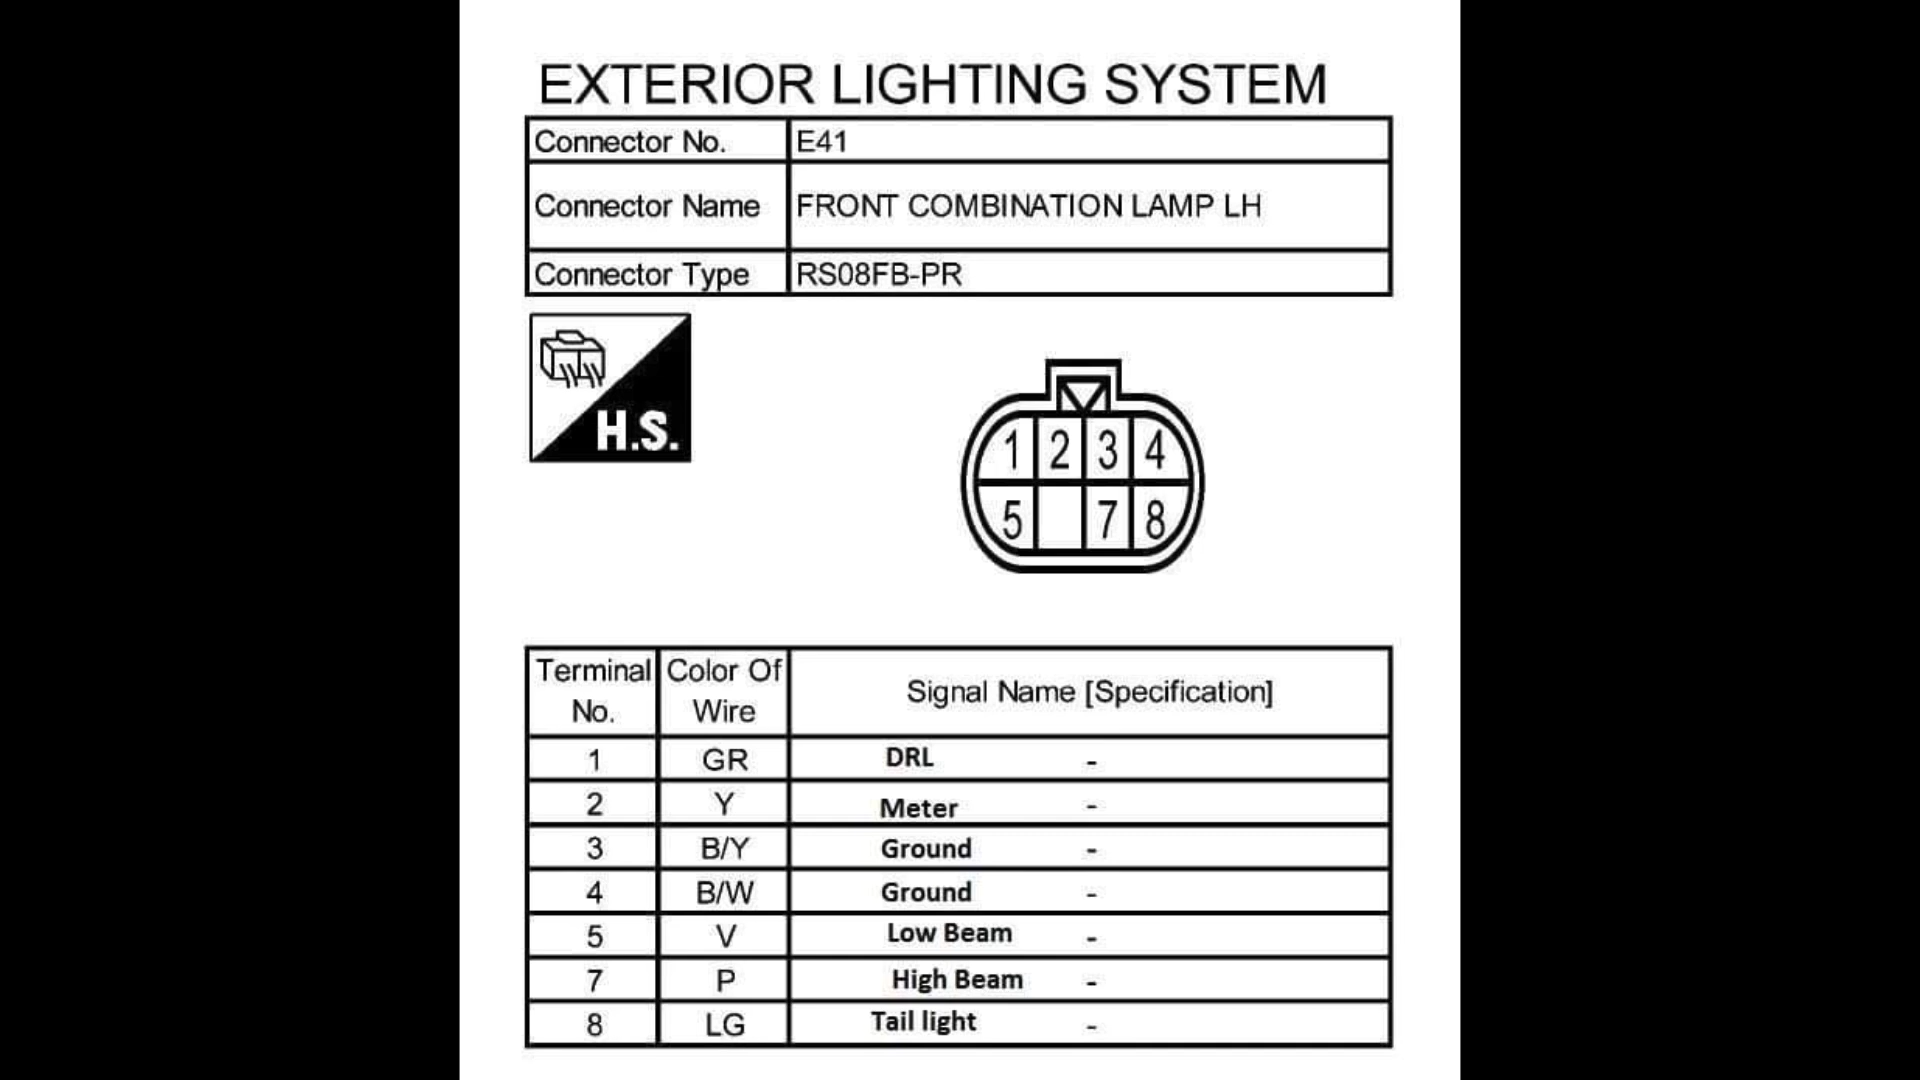 EXTERIOR LIGHTING SYSTEM
Connector No. E41
Connector Name FRONT COMBINATION LAMP LH
Connector Type RS08FB-PR
H.S.
1 2 3 4
5 7 8
Terminal No. Color Of Wire Signal Name [Specification]
1 GR DRL -
2 Y Meter -
3 B/Y Ground -
4 B/W Ground -
5 V Low Beam -
7 P High Beam -
8 LG Tail light -